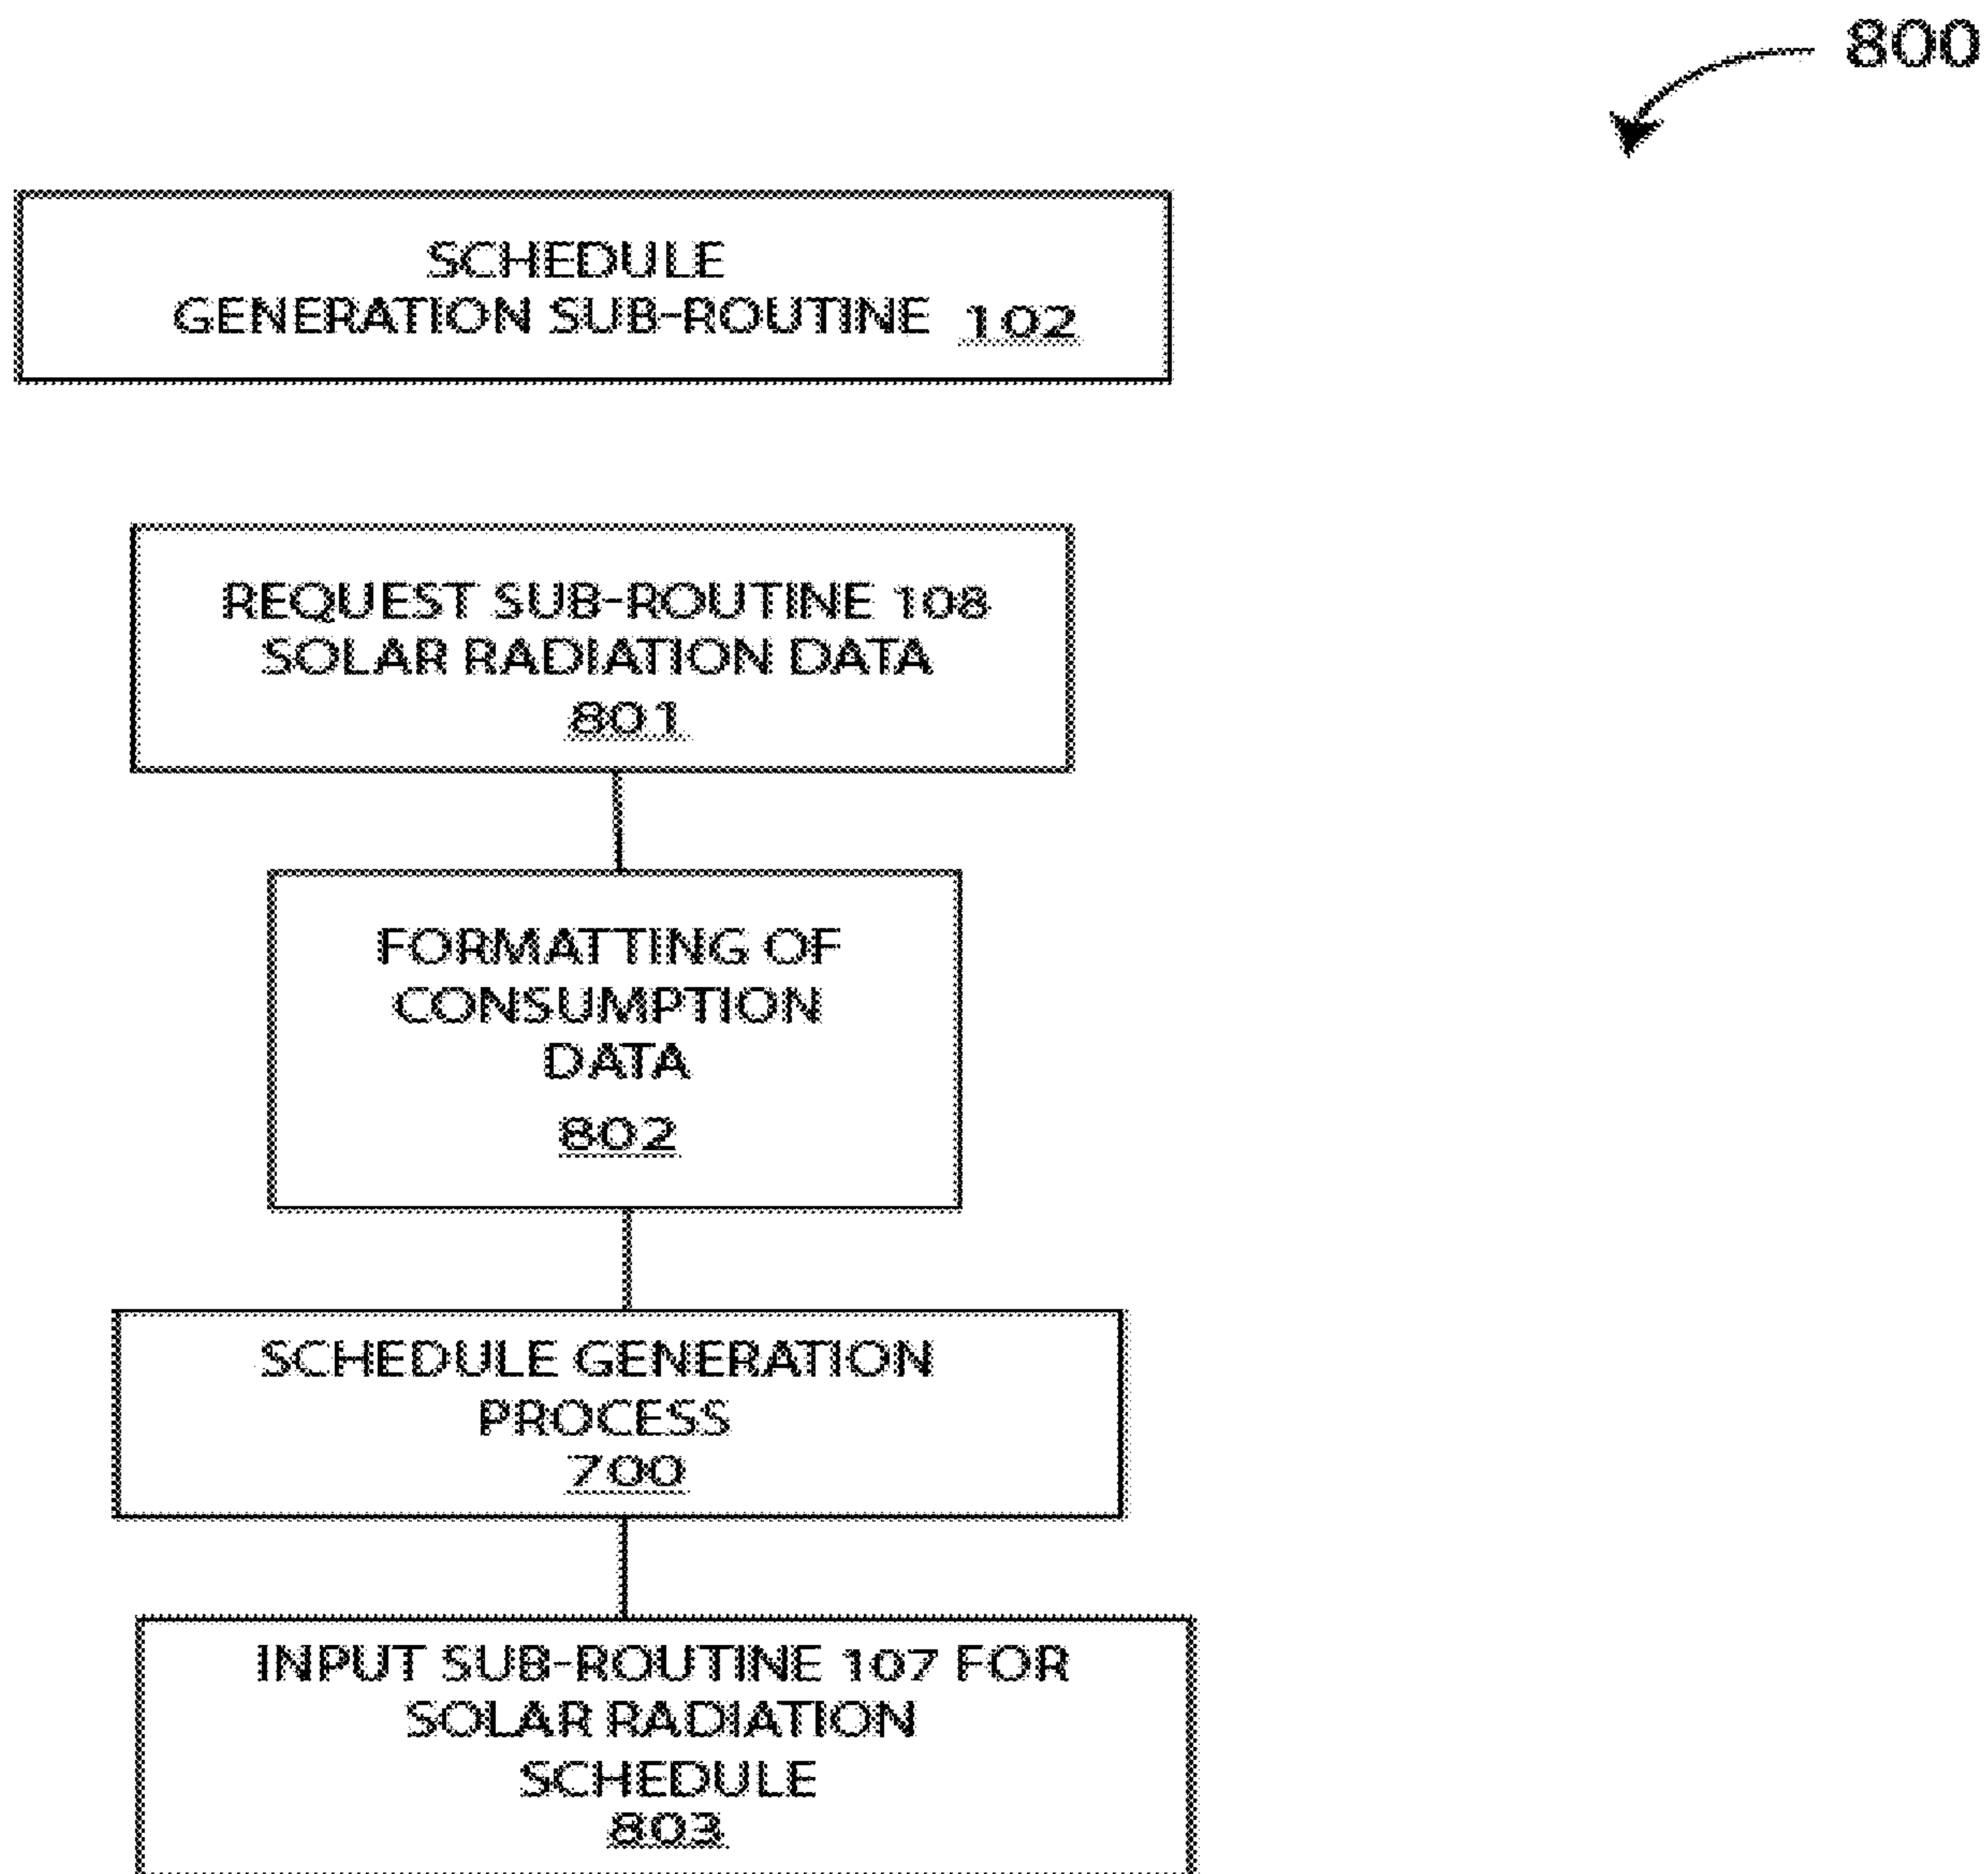 800
SCHEDULE
GENERATION SUB-ROUTINE 102
REQUEST SUB-ROUTINE 108
SOLAR RADIATION DATA
801
FORMATTING OF
CONSUMPTION
DATA
802
SCHEDULE GENERATION
PROCESS
700
INPUT SUB-ROUTINE 107 FOR
SOLAR RADIATION
SCHEDULE
803